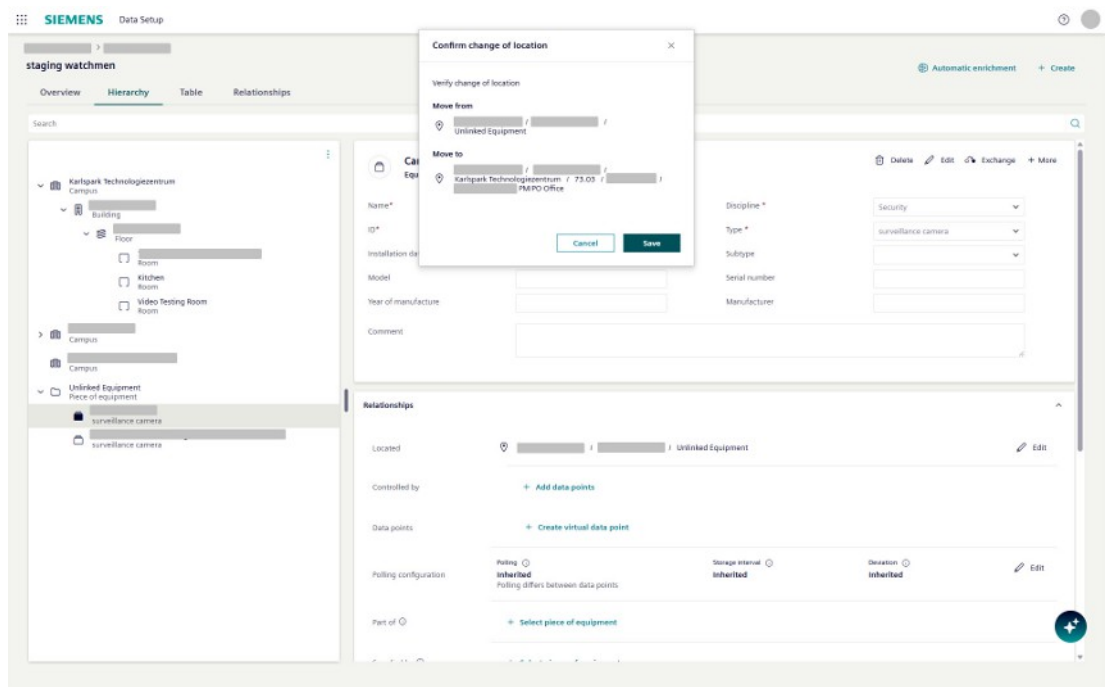 SIEMENS Data Setup
>
staging watchmen
Automatic enrichment + Create
Overview Hierarchy Table Relationships
Search
Karlspark Technologiezentrum
Campus
Building
Floor
Room
Kitchen
Room
Video Testing Room
Room
Campus
Campus
Unlinked Equipment
Piece of equipment
surveillance camera
surveillance camera
Confirm change of location
Verify change of location
Move from
/ /
Unlinked Equipment
Move to
/ /
Karlspark Technologiezentrum / 73.03 / /
PM/PO Office
Cancel Save
Delete Edit Exchange + More
Name*
Discipline * Security
ID*
Type * surveillance camera
Subtype
Model
Serial number
Year of manufacture
Manufacturer
Comment
Relationships
Located / / Unlinked Equipment Edit
Controlled by + Add data points
Data points + Create virtual data point
Polling configuration
Polling
Inherited
Polling differs between data points
Storage interval
Inherited
Deviation
Inherited
Edit
Part of + Select piece of equipment